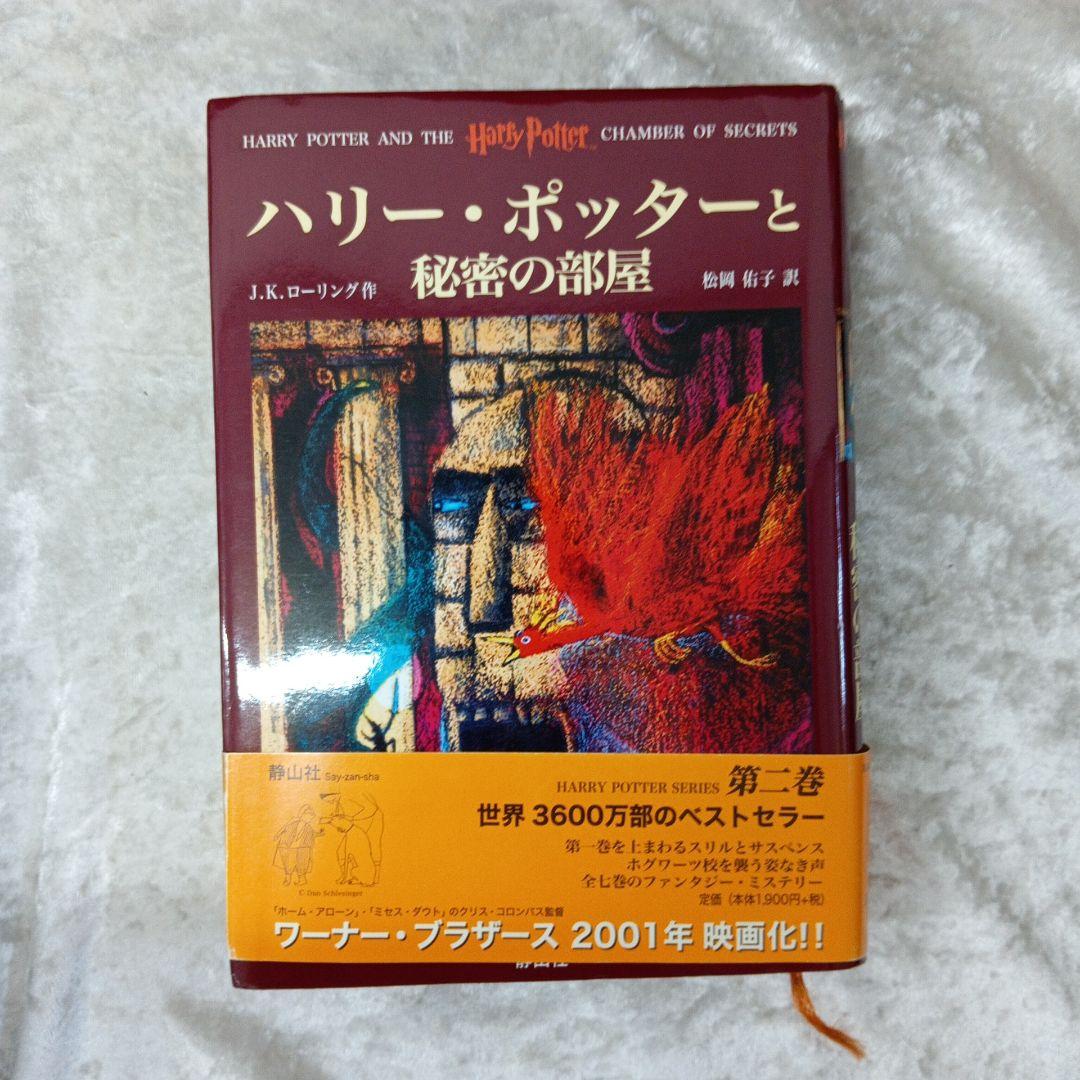 HARRY POTTER AND THE Harry Potter™ CHAMBER OF SECRETS
ハリー・ポッターと
秘密の部屋
J.K.ローリング作
松岡 佑子 訳
静山社 Say-zan-sha
HARRY POTTER SERIES 第二巻
世界 3600万部のベストセラー
第一巻を上まわるスリルとサスペンス
ホグワーツ校を襲う姿なき声
全七巻のファンタジー・ミステリー
定価（本体1,900円+税）
© Dan Schlesinger
「ホーム・アローン」・「ミセス・ダウト」のクリス・コロンバス監督
ワーナー・ブラザース 2001年 映画化!!
静山社